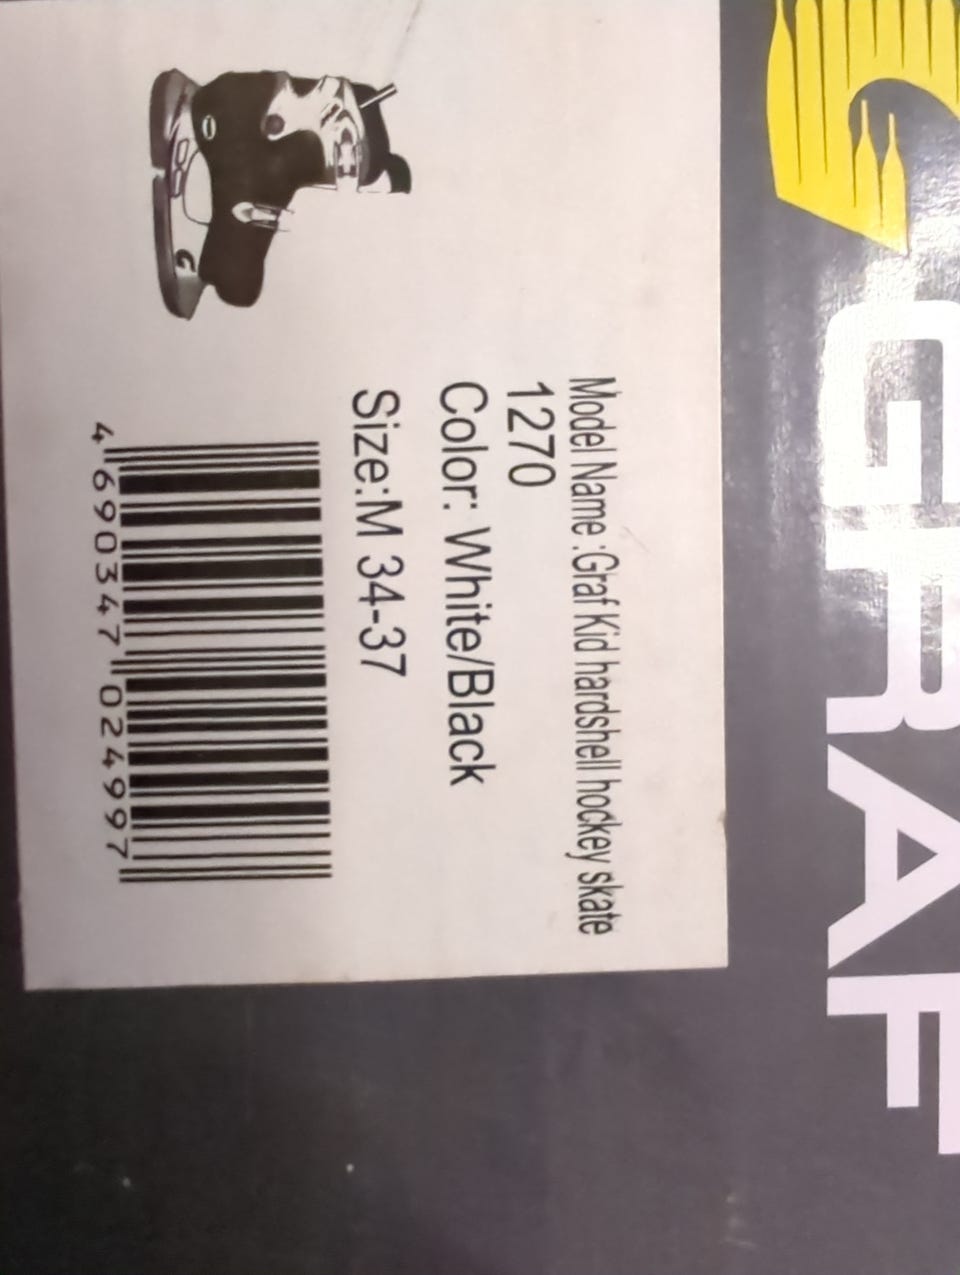 GRAF
Model Name :Graf Kid hardshell hockey skate
1270
Color: White/Black
Size:M 34-37
4 690347 024997